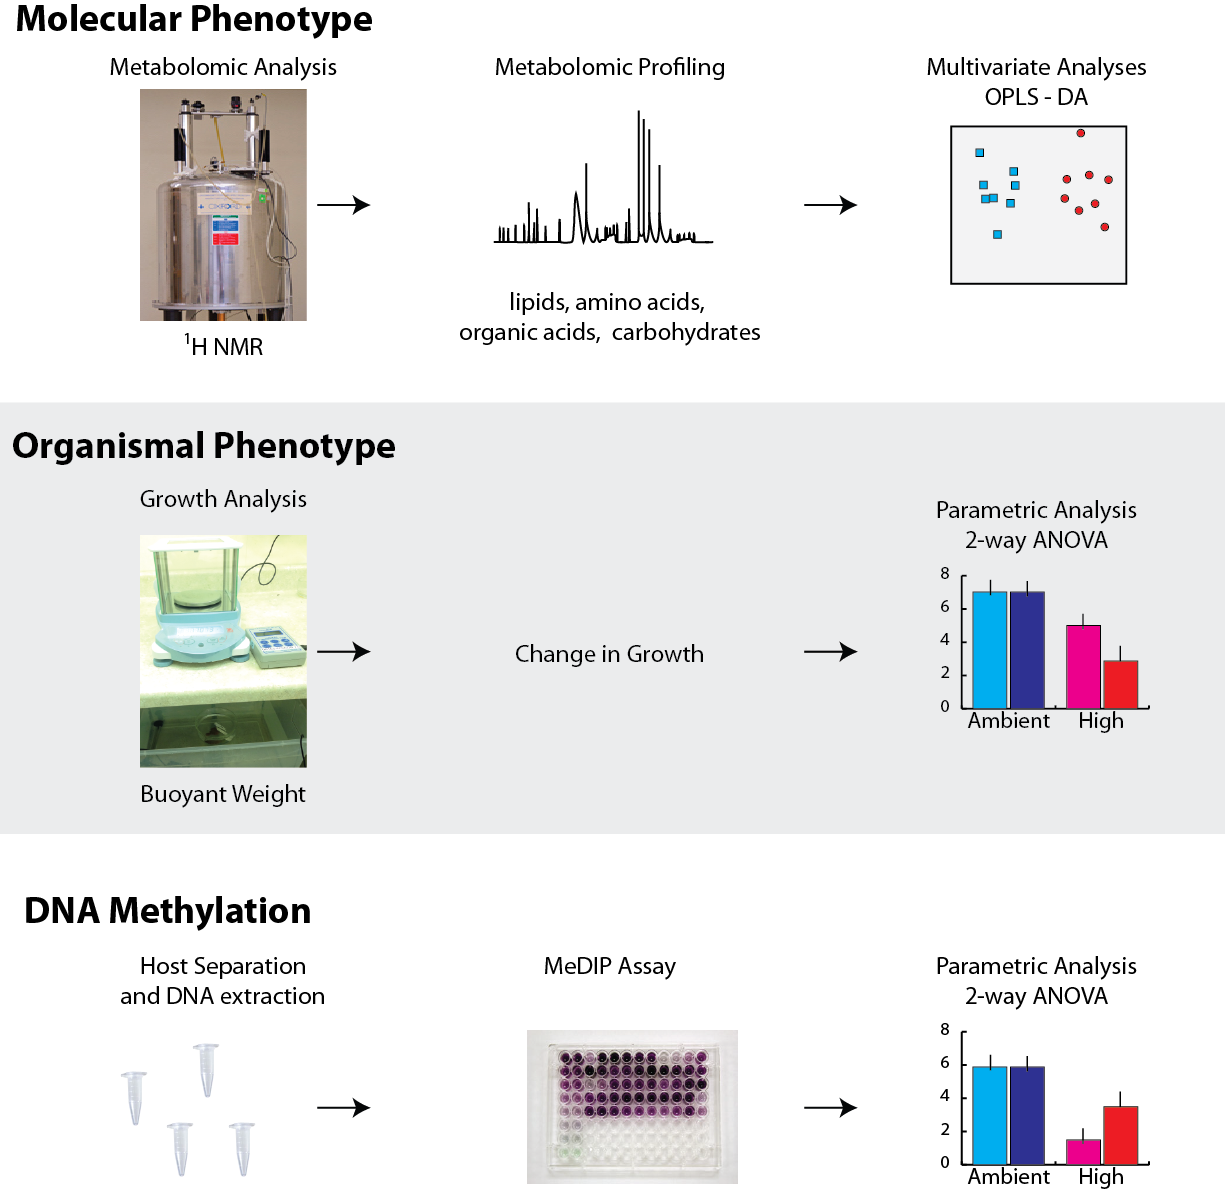 Molecular Phenotype
Metabolomic Analysis
Metabolomic Profiling
Multivariate Analyses
OPLS - DA
lipids, amino acids,
organic acids, carbohydrates
¹H NMR
Organismal Phenotype
Growth Analysis
Parametric Analysis
2-way ANOVA
8
6
4
2
0
Ambient High
Change in Growth
Buoyant Weight
DNA Methylation
Host Separation
and DNA extraction
MeDIP Assay
Parametric Analysis
2-way ANOVA
8
6
4
2
0
Ambient High